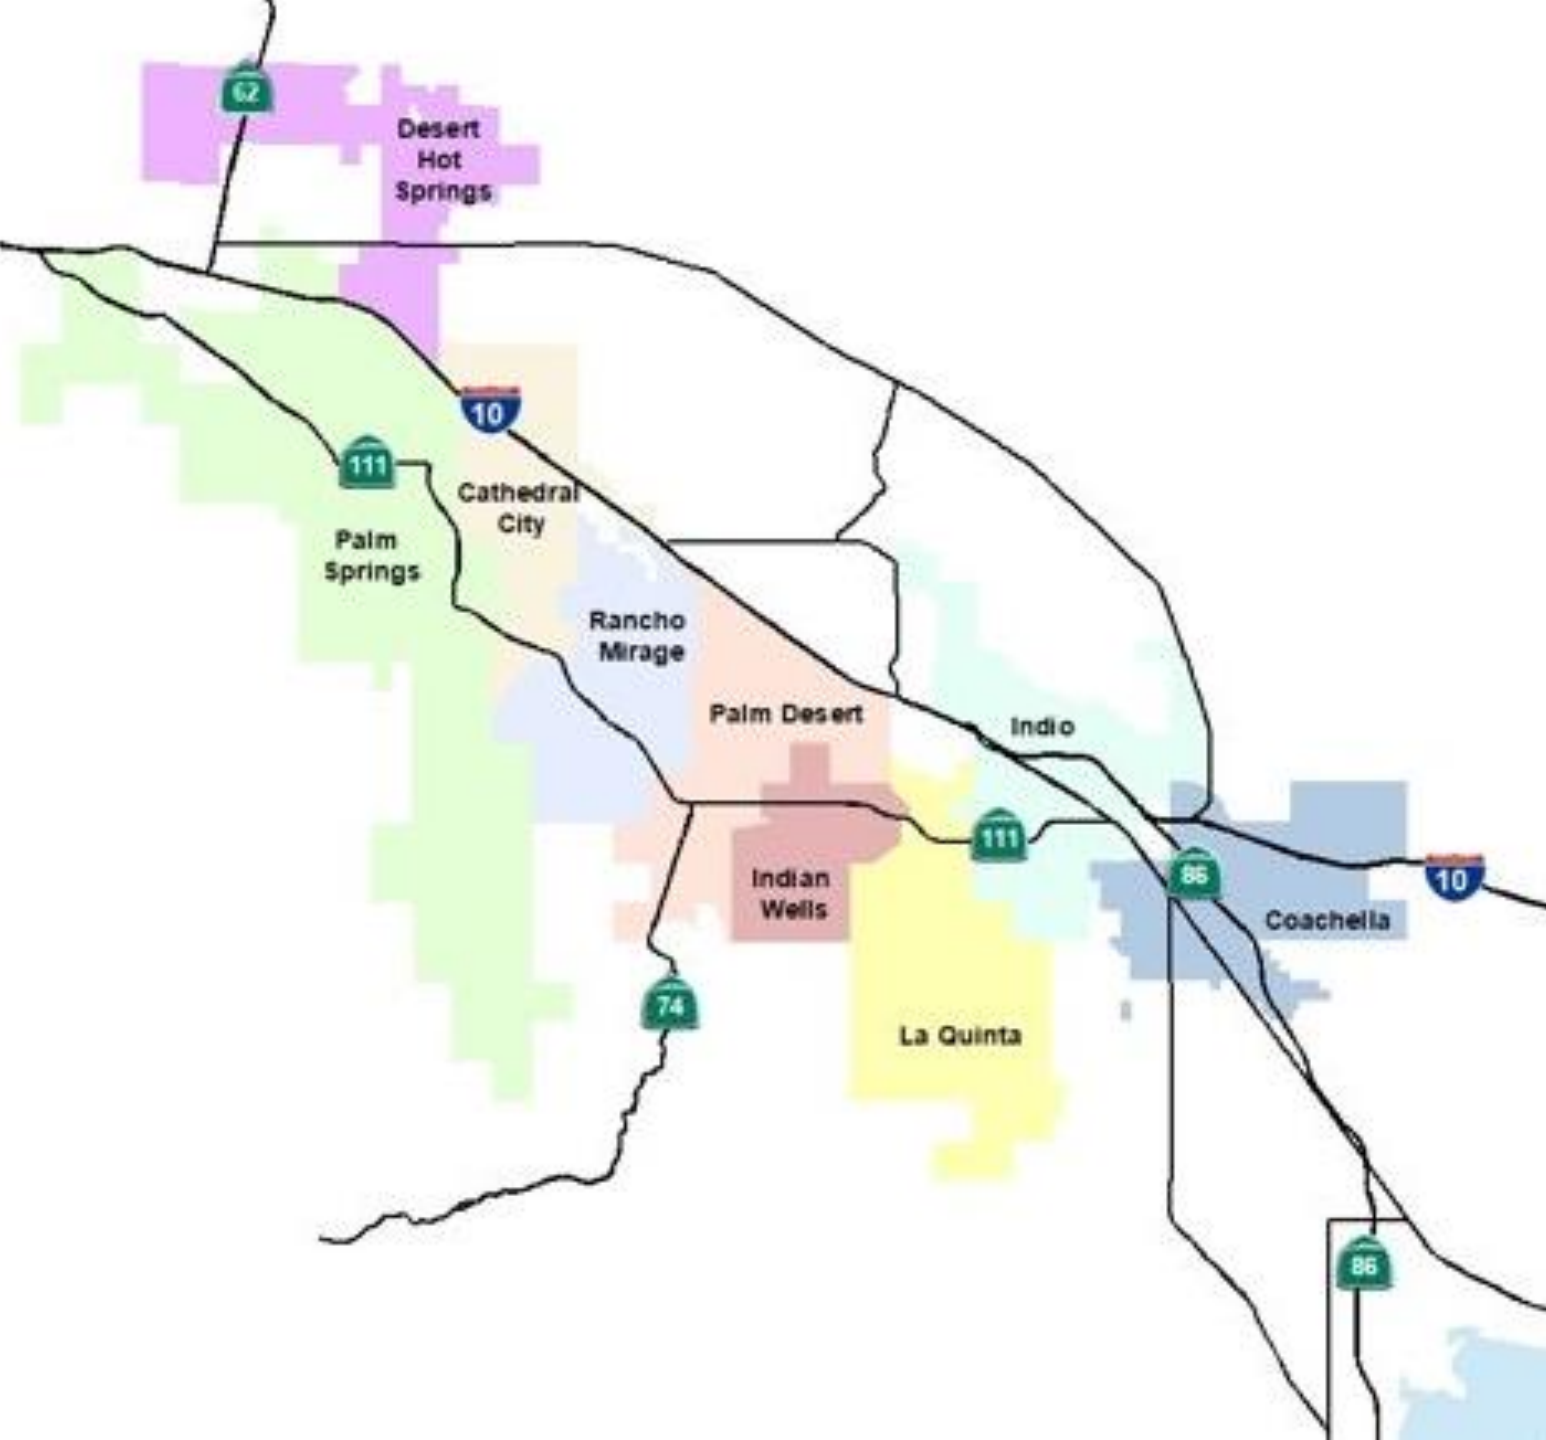 62
Desert
Hot
Springs
10
111
Cathedral
City
Palm
Springs
Rancho
Mirage
Palm Desert
Indio
111
86
10
Indian
Wells
Coachella
74
La Quinta
86